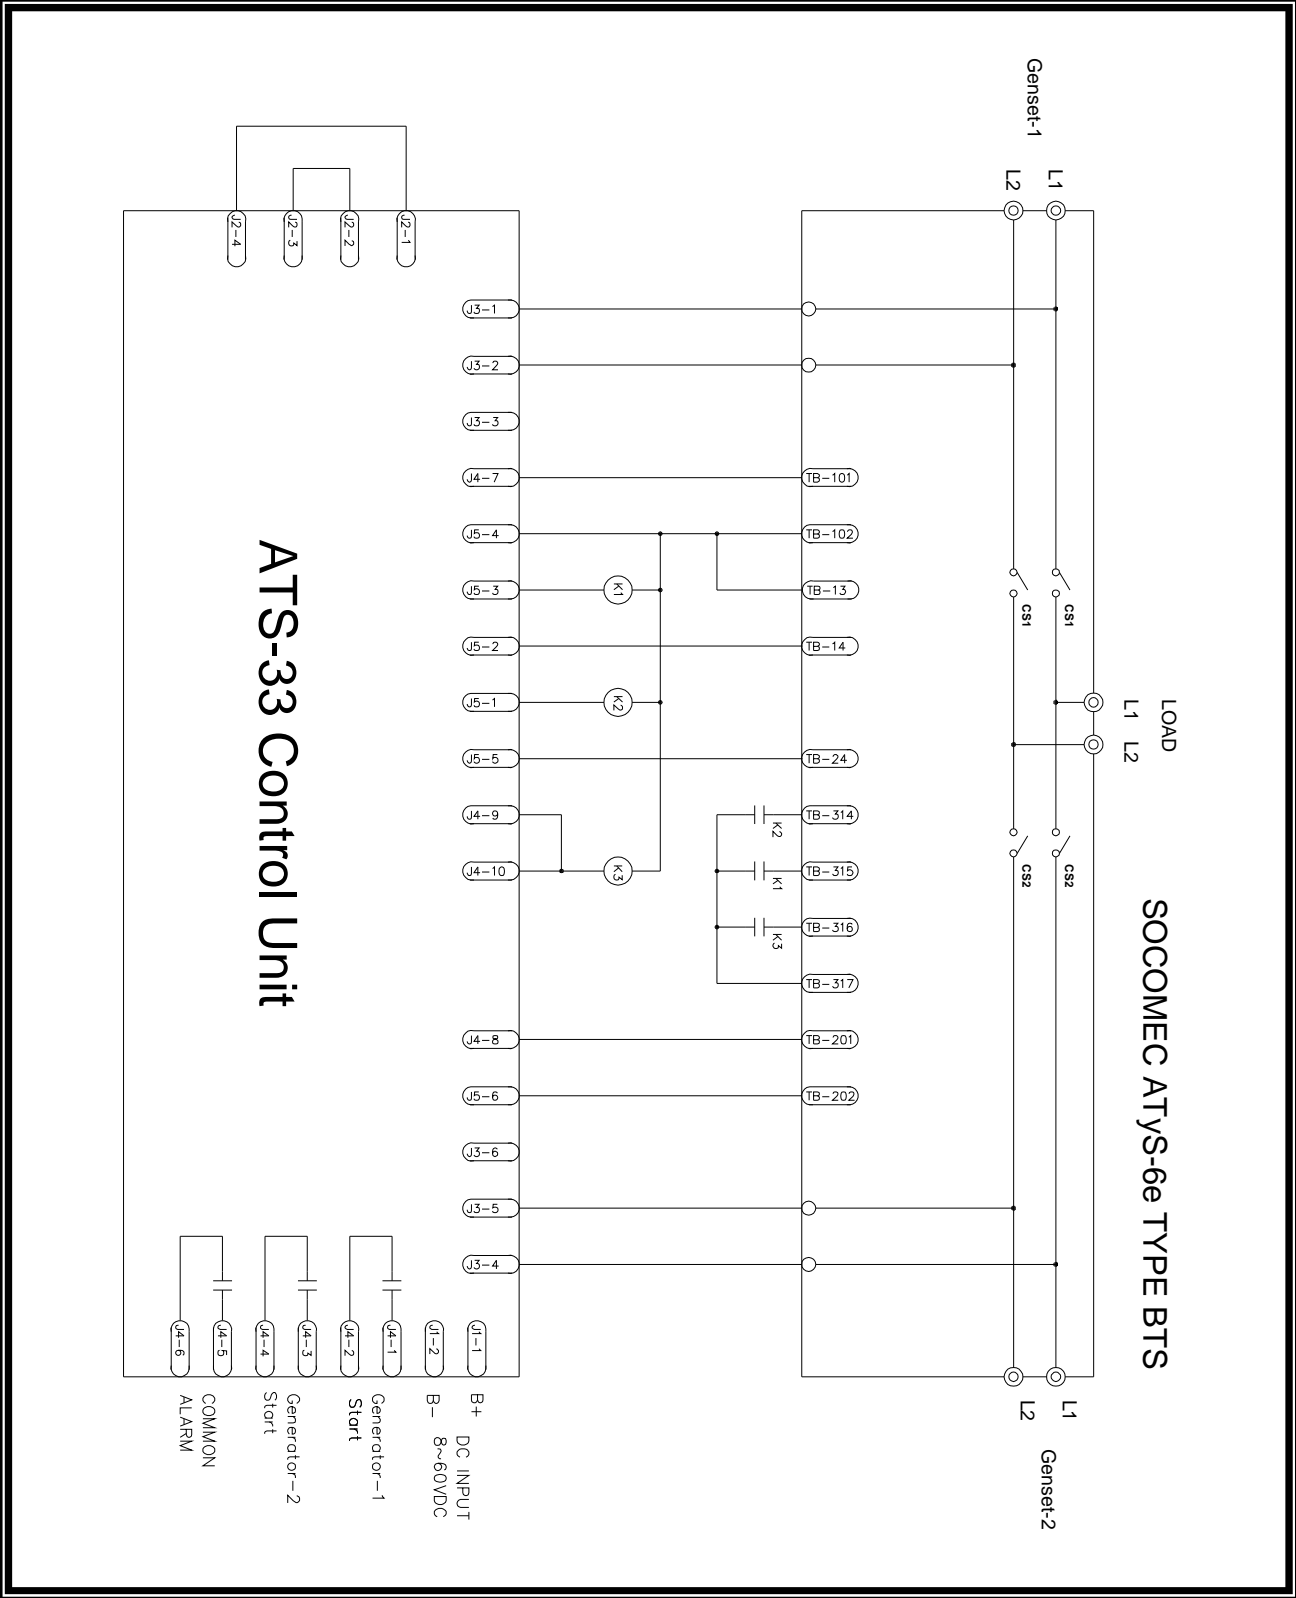 SOCOMEC ATyS-6e TYPE BTS
Genset-1
L1
L2
LOAD
L1 L2
Genset-2
L1
L2
CS1
CS1
CS2
CS2
TB-101
TB-102
TB-13
TB-14
TB-24
TB-314
TB-315
TB-316
TB-317
TB-201
TB-202
K2
K1
K3
K1
K2
K3
J3-1
J3-2
J3-3
J4-7
J5-4
J5-3
J5-2
J5-1
J5-5
J4-9
J4-10
J4-8
J5-6
J3-6
J3-5
J3-4
J2-1
J2-2
J2-3
J2-4
ATS-33 Control Unit
J1-1
J1-2
J4-1
J4-2
J4-3
J4-4
J4-5
J4-6
B+
B-
DC INPUT
8~60VDC
Generator-1
Start
Generator-2
Start
COMMON
ALARM